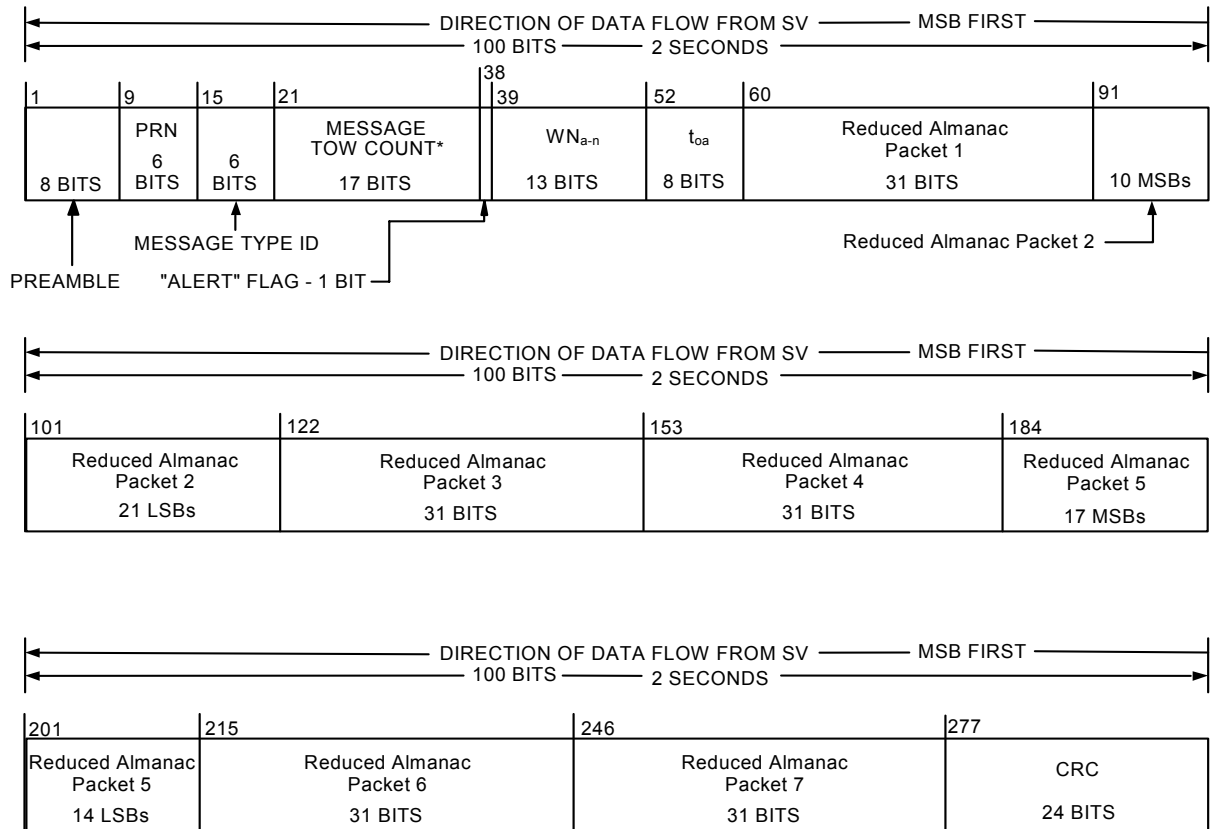 DIRECTION OF DATA FLOW FROM SV MSB FIRST
100 BITS 2 SECONDS
38
1 9 15 21 39 52 60 91
PRN
6
BITS
6
BITS
MESSAGE
TOW COUNT*
17 BITS
WNa-n
13 BITS
toa
8 BITS
Reduced Almanac
Packet 1
31 BITS
8 BITS
10 MSBs
MESSAGE TYPE ID
Reduced Almanac Packet 2
PREAMBLE
"ALERT" FLAG - 1 BIT
DIRECTION OF DATA FLOW FROM SV MSB FIRST
100 BITS 2 SECONDS
101 122 153 184
Reduced Almanac
Packet 2
21 LSBs
Reduced Almanac
Packet 3
31 BITS
Reduced Almanac
Packet 4
31 BITS
Reduced Almanac
Packet 5
17 MSBs
DIRECTION OF DATA FLOW FROM SV MSB FIRST
100 BITS 2 SECONDS
201 215 246 277
Reduced Almanac
Packet 5
14 LSBs
Reduced Almanac
Packet 6
31 BITS
Reduced Almanac
Packet 7
31 BITS
CRC
24 BITS